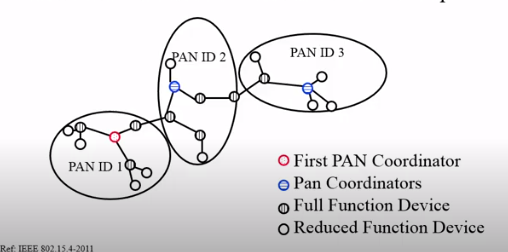 PAN ID 2
PAN ID 3
PAN ID 1
First PAN Coordinator
Pan Coordinators
Full Function Device
Reduced Function Device
Ref: IEEE 802.15.4-2011